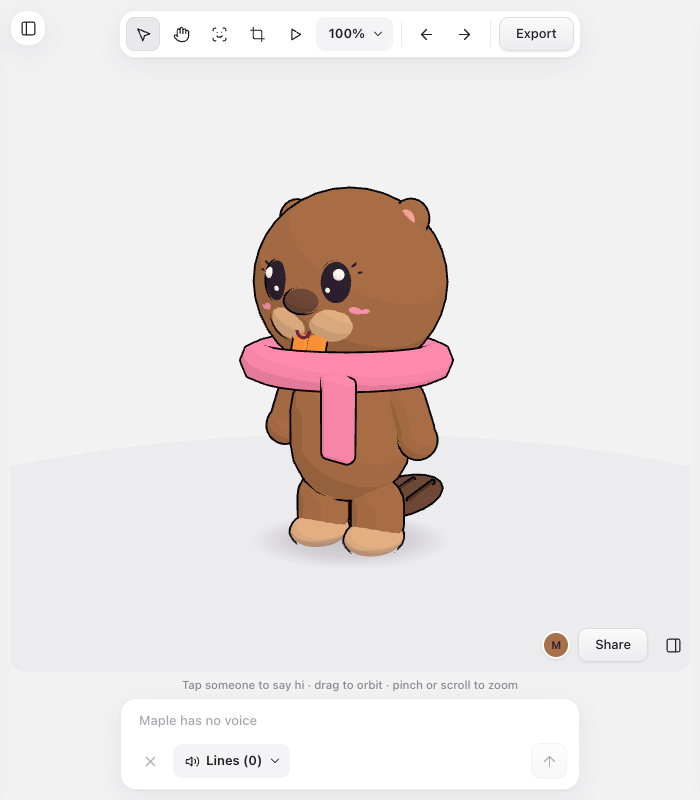 100%
Export
M
Share
Tap someone to say hi · drag to orbit · pinch or scroll to zoom
Maple has no voice
Lines (0)